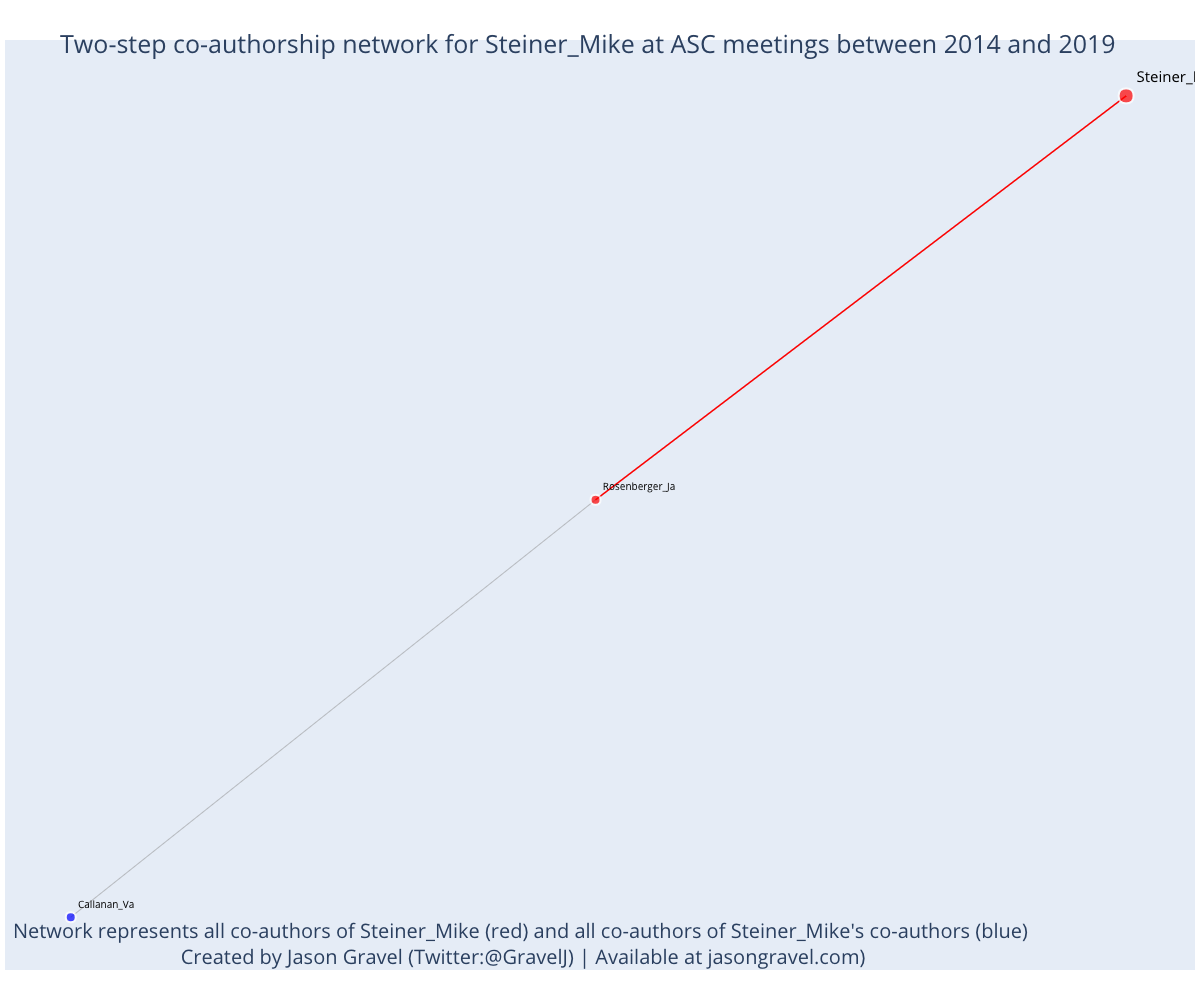 Two-step co-authorship network for Steiner_Mike at ASC meetings between 2014 and 2019
Steiner_
Rosenberger_Ja
Callanan_Va
Network represents all co-authors of Steiner_Mike (red) and all co-authors of Steiner_Mike's co-authors (blue)
Created by Jason Gravel (Twitter:@GravelJ) | Available at jasongravel.com)